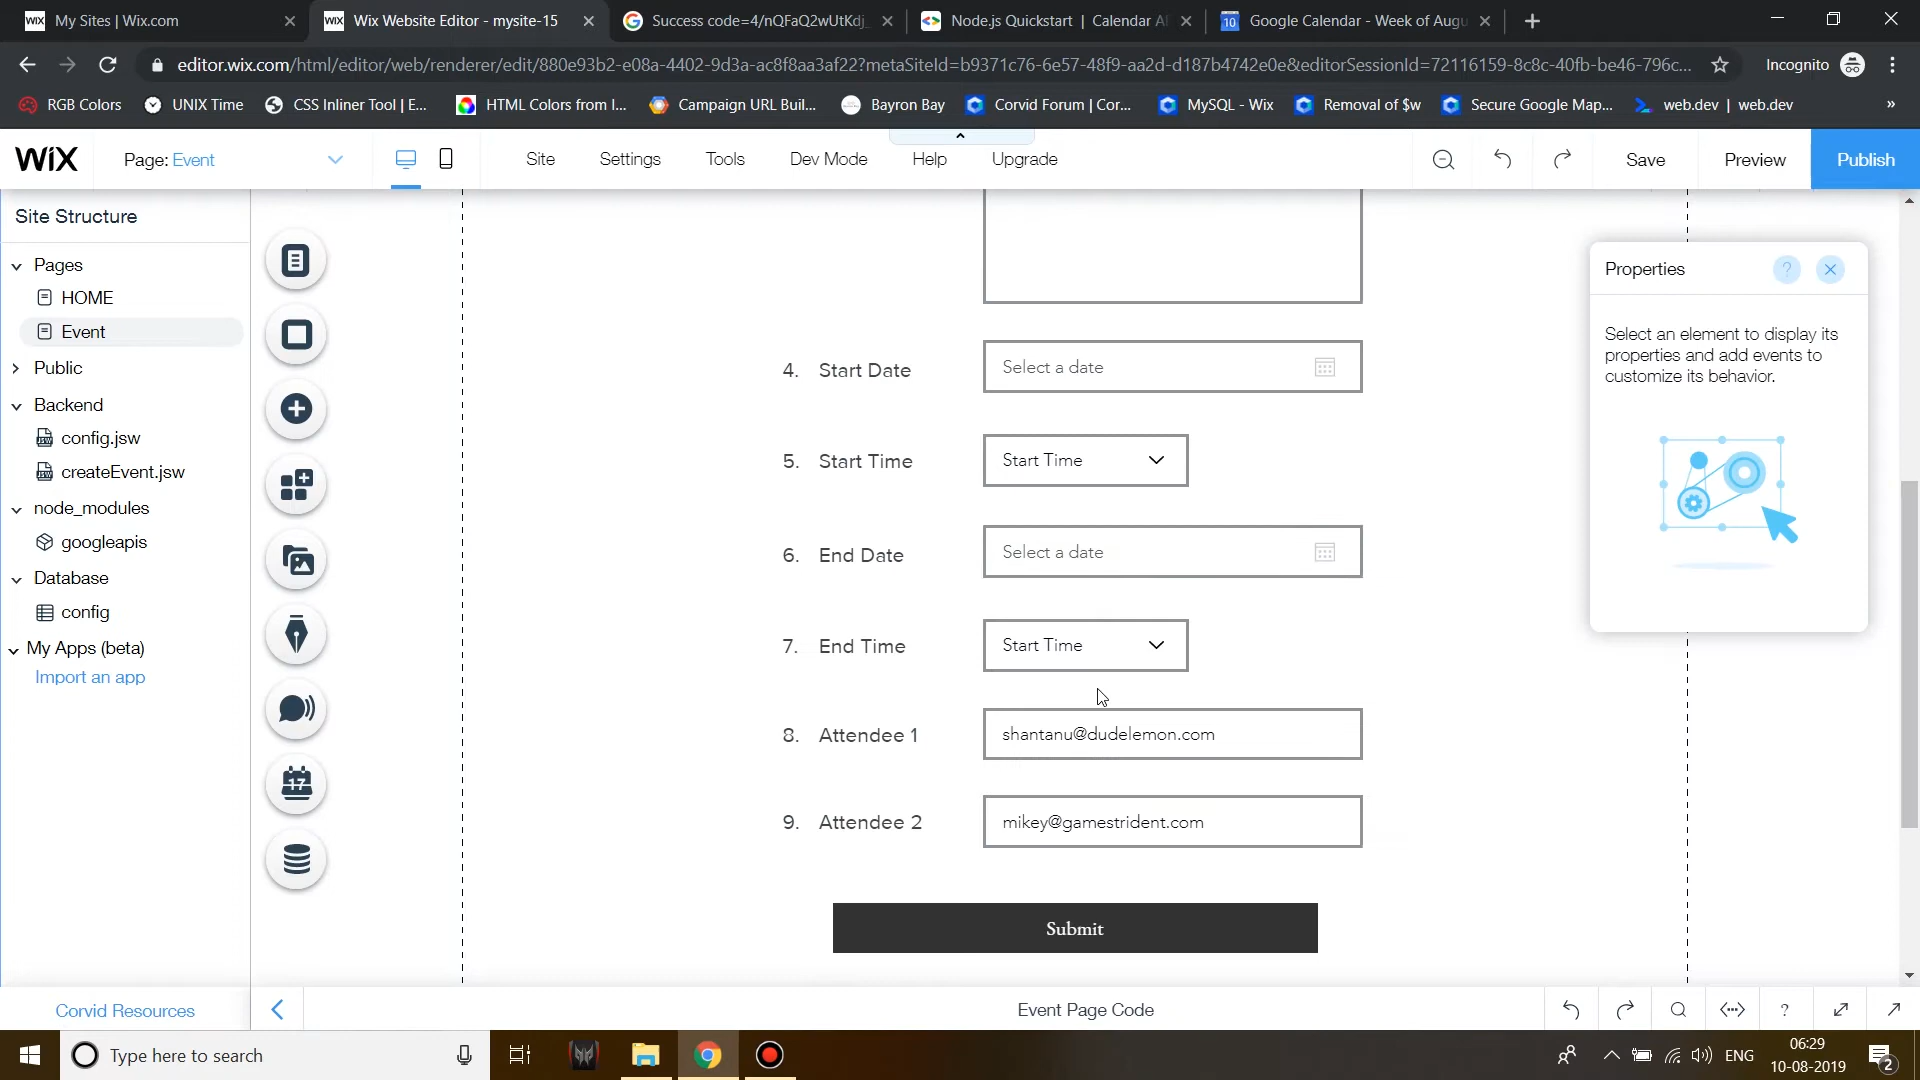 My Sites | Wix.com
Wix Website Editor - mysite-15
Success code=4/nQFaQ2wUtKdj
Node.js Quickstart | Calendar AP
Google Calendar - Week of Augu
editor.wix.com/html/editor/web/renderer/edit/880e93b2-e08a-4402-9d3a-ac8f8aa3af22?metaSiteId=b9371c76-6e57-48f9-aa2d-d187b4742e0e&editorSessionId=72116159-8c8c-40fb-be46-796c...
Incognito
RGB Colors
UNIX Time
CSS Inliner Tool | E...
HTML Colors from I...
Campaign URL Buil...
Bayron Bay
Corvid Forum | Cor...
MySQL - Wix
Removal of $w
Secure Google Map...
web.dev | web.dev
»
WiX
Page: Event
Site
Settings
Tools
Dev Mode
Help
Upgrade
Save
Preview
Publish
Site Structure
Pages
HOME
Event
Public
Backend
config.jsw
createEvent.jsw
node_modules
googleapis
Database
config
My Apps (beta)
Import an app
17
4. Start Date
Select a date
5. Start Time
Start Time
6. End Date
Select a date
7. End Time
Start Time
8. Attendee 1
shantanu@dudelemon.com
9. Attendee 2
mikey@gamestrident.com
Submit
Properties
?
Select an element to display its
properties and add events to
customize its behavior.
Corvid Resources
Event Page Code
?
Type here to search
ENG
06:29
10-08-2019
2